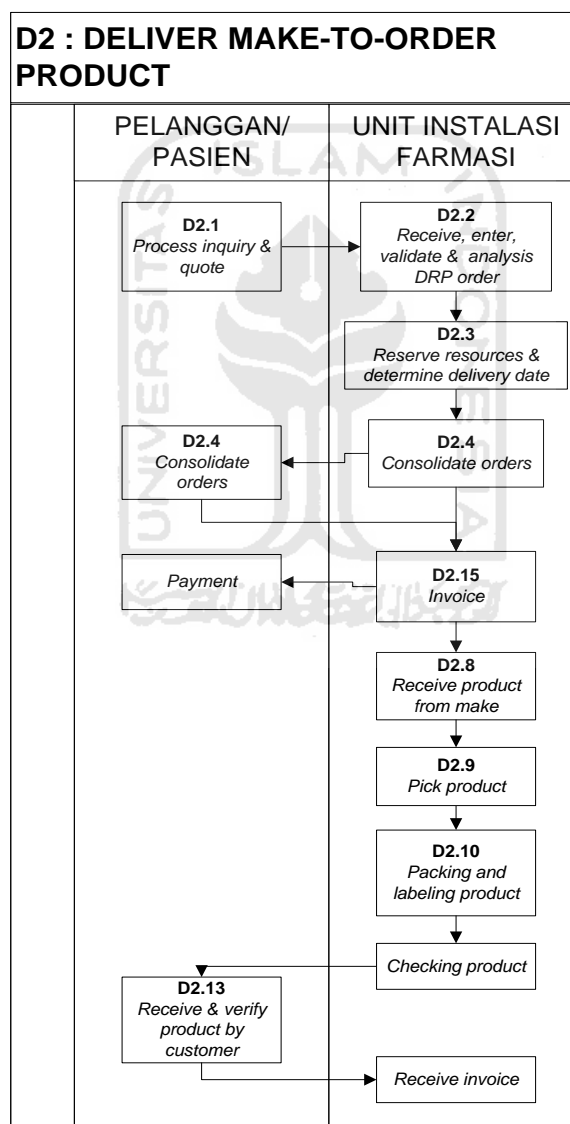 D2 : DELIVER MAKE-TO-ORDER
PRODUCT
PELANGGAN/
PASIEN
UNIT INSTALASI
FARMASI
D2.1
Process inquiry &
quote
D2.2
Receive, enter,
validate & analysis
DRP order
D2.3
Reserve resources &
determine delivery date
D2.4
Consolidate
orders
D2.4
Consolidate orders
Payment
D2.15
Invoice
D2.8
Receive product
from make
D2.9
Pick product
D2.10
Packing and
labeling product
Checking product
D2.13
Receive & verify
product by
customer
Receive invoice
ISLAM
UNIVERSITAS
INDONESIA